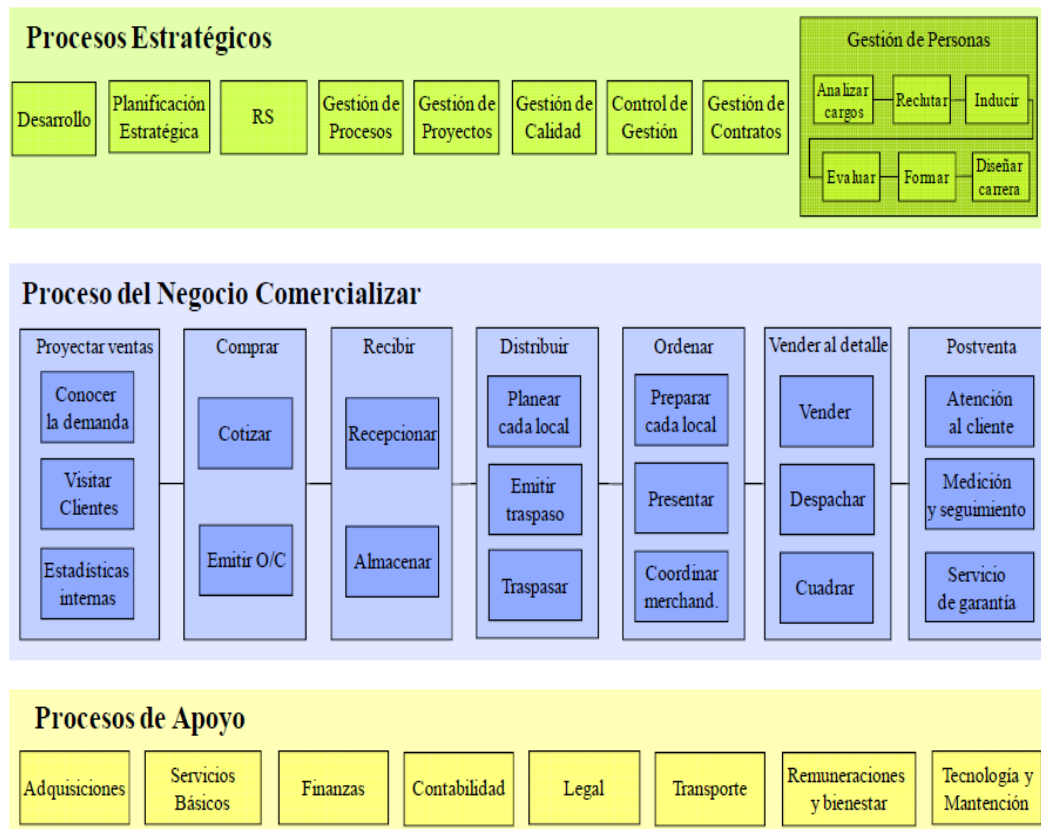 Procesos Estratégicos
Desarrollo
Planificación
Estratégica
RS
Gestión de
Procesos
Gestión de
Proyectos
Gestión de
Calidad
Control de
Gestión
Gestión de
Contratos
Gestión de Personas
Analizar
cargos
Reclutar
Inducir
Evaluar
Formar
Diseñar
carrera
Proceso del Negocio Comercializar
Proyectar ventas
Conocer
la demanda
Visitar
Clientes
Estadísticas
internas
Comprar
Cotizar
Emitir O/C
Recibir
Recepcionar
Almacenar
Distribuir
Planear
cada local
Emitir
traspaso
Traspasar
Ordenar
Preparar
cada local
Presentar
Coordinar
merchand.
Vender al detalle
Vender
Despachar
Cuadrar
Postventa
Atención
al cliente
Medición
y seguimiento
Servicio
de garantía
Procesos de Apoyo
Adquisiciones
Servicios
Básicos
Finanzas
Contabilidad
Legal
Transporte
Remuneraciones
y bienestar
Tecnología y
Mantención